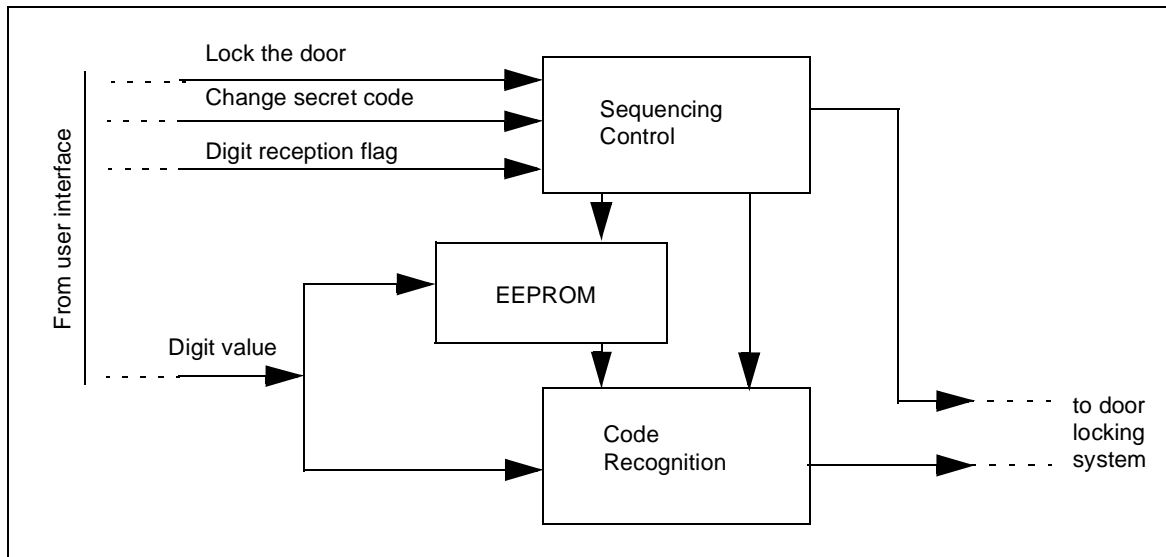 Lock the door
Change secret code
Digit reception flag
From user interface
Sequencing
Control
EEPROM
Digit value
Code
Recognition
to door
locking
system